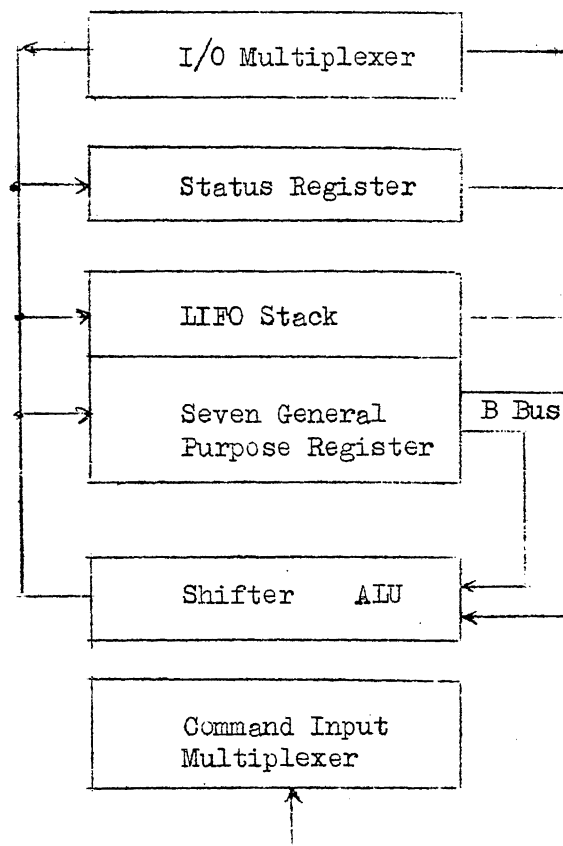 I/O Multiplexer
Status Register
LIFO Stack
Seven General
Purpose Register
B Bus
Shifter ALU
Command Input
Multiplexer